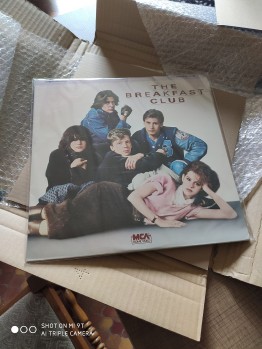 THE
BREAKFAST
CLUB
MCA
SHOT ON MI 9T
AI TRIPLE CAMERA